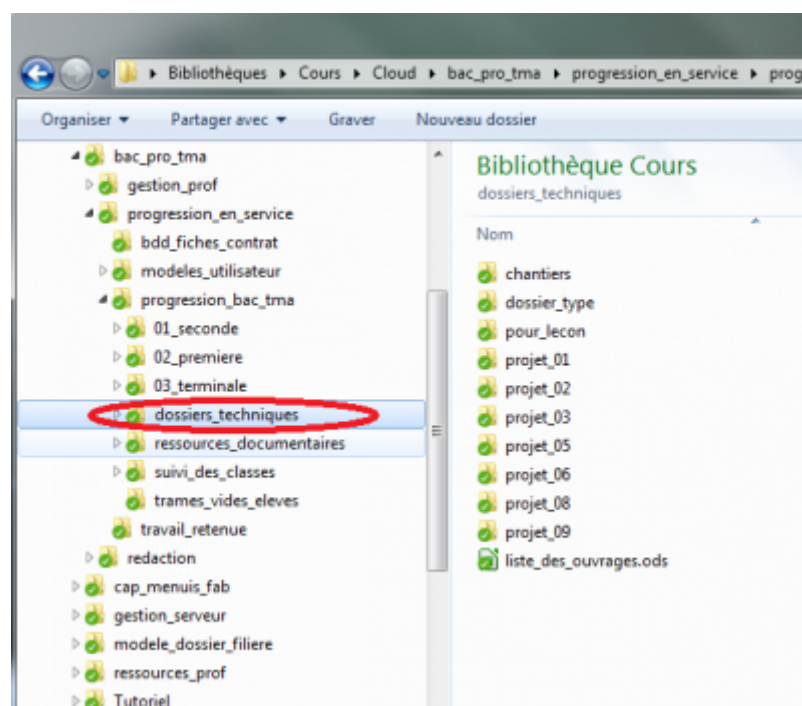 Bibliothèques Cours Cloud bac_pro_tma progression_en_service prog
Organiser Partager avec Graver Nouveau dossier
bac_pro_tma
gestion_prof
progression_en_service
bdd_fiches_contrat
modeles_utilisateur
progression_bac_tma
01_seconde
02_premiere
03_terminale
dossiers_techniques
ressources_documentaires
suivi_des_classes
trames_vides_eleves
travail_retenue
redaction
cap_menuis_fab
gestion_serveur
modele_dossier_filiere
ressources_prof
Tutoriel
Bibliothèque Cours
dossiers_techniques
Nom
chantiers
dossier_type
pour_lecon
projet_01
projet_02
projet_03
projet_05
projet_06
projet_08
projet_09
liste_des_ouvrages.ods